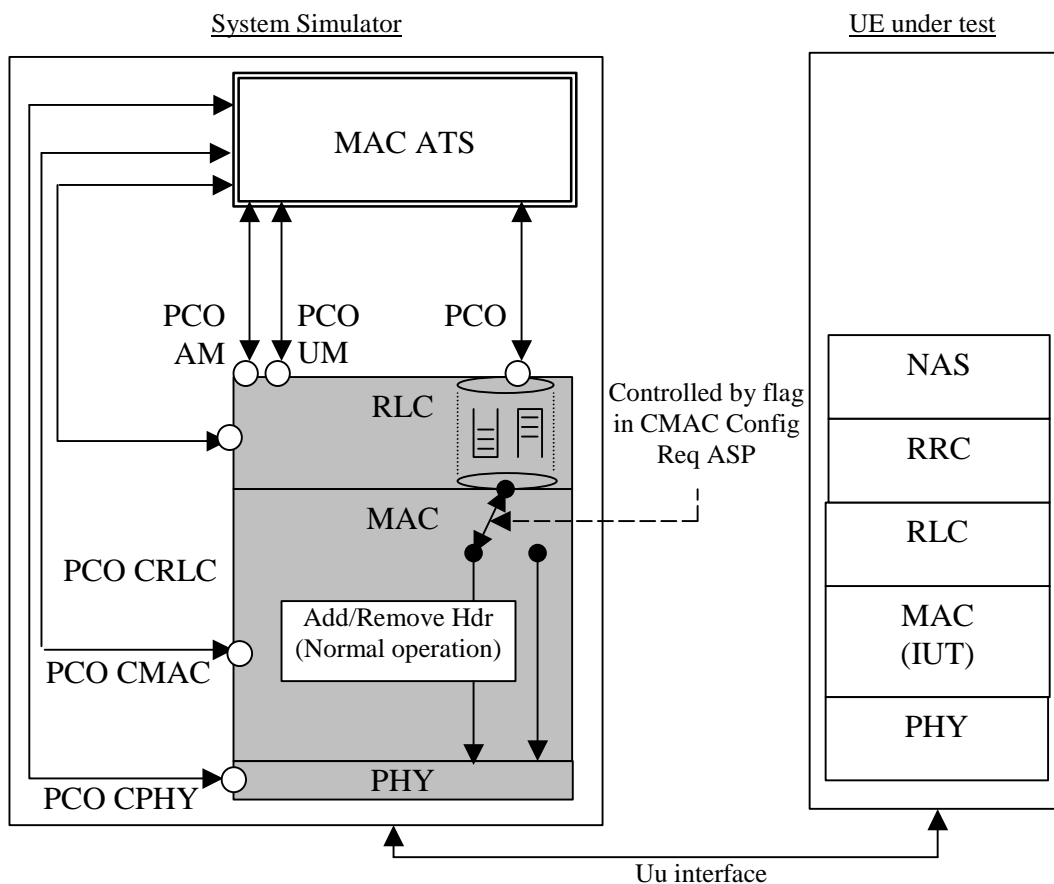 System Simulator
UE under test
MAC ATS
PCO
AM
PCO
UM
PCO
RLC
Controlled by flag
in CMAC Config
Req ASP
MAC
PCO CRLC
Add/Remove Hdr
(Normal operation)
PCO CMAC
PHY
PCO CPHY
NAS
RRC
RLC
MAC
(IUT)
PHY
Uu interface